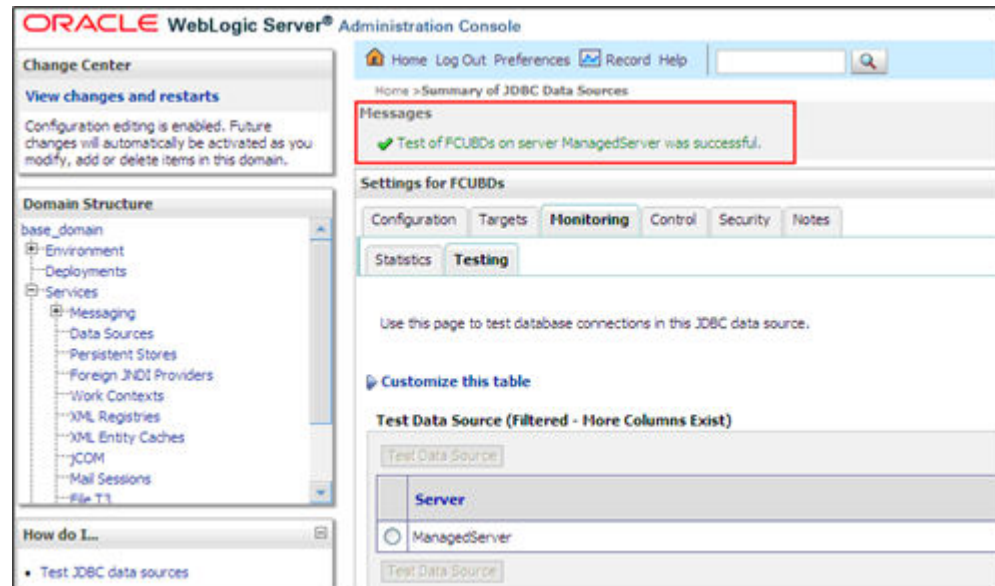 ORACLE WebLogic Server® Administration Console
Change Center
View changes and restarts
Configuration editing is enabled. Future
changes will automatically be activated as you
modify, add or delete items in this domain.
Domain Structure
base_domain
Environment
Deployments
Services
Messaging
Data Sources
Persistent Stores
Foreign JNDI Providers
Work Contexts
XML Registries
XML Entity Caches
jCOM
Mail Sessions
File T3
How do I...
Test JDBC data sources
Home Log Out Preferences Record Help
Home >Summary of JDBC Data Sources
Messages
Test of FCUBDs on server ManagedServer was successful.
Settings for FCUBDs
Configuration Targets Monitoring Control Security Notes
Statistics Testing
Use this page to test database connections in this JDBC data source.
Customize this table
Test Data Source (Filtered - More Columns Exist)
Test Data Source
Server
ManagedServer
Test Data Source